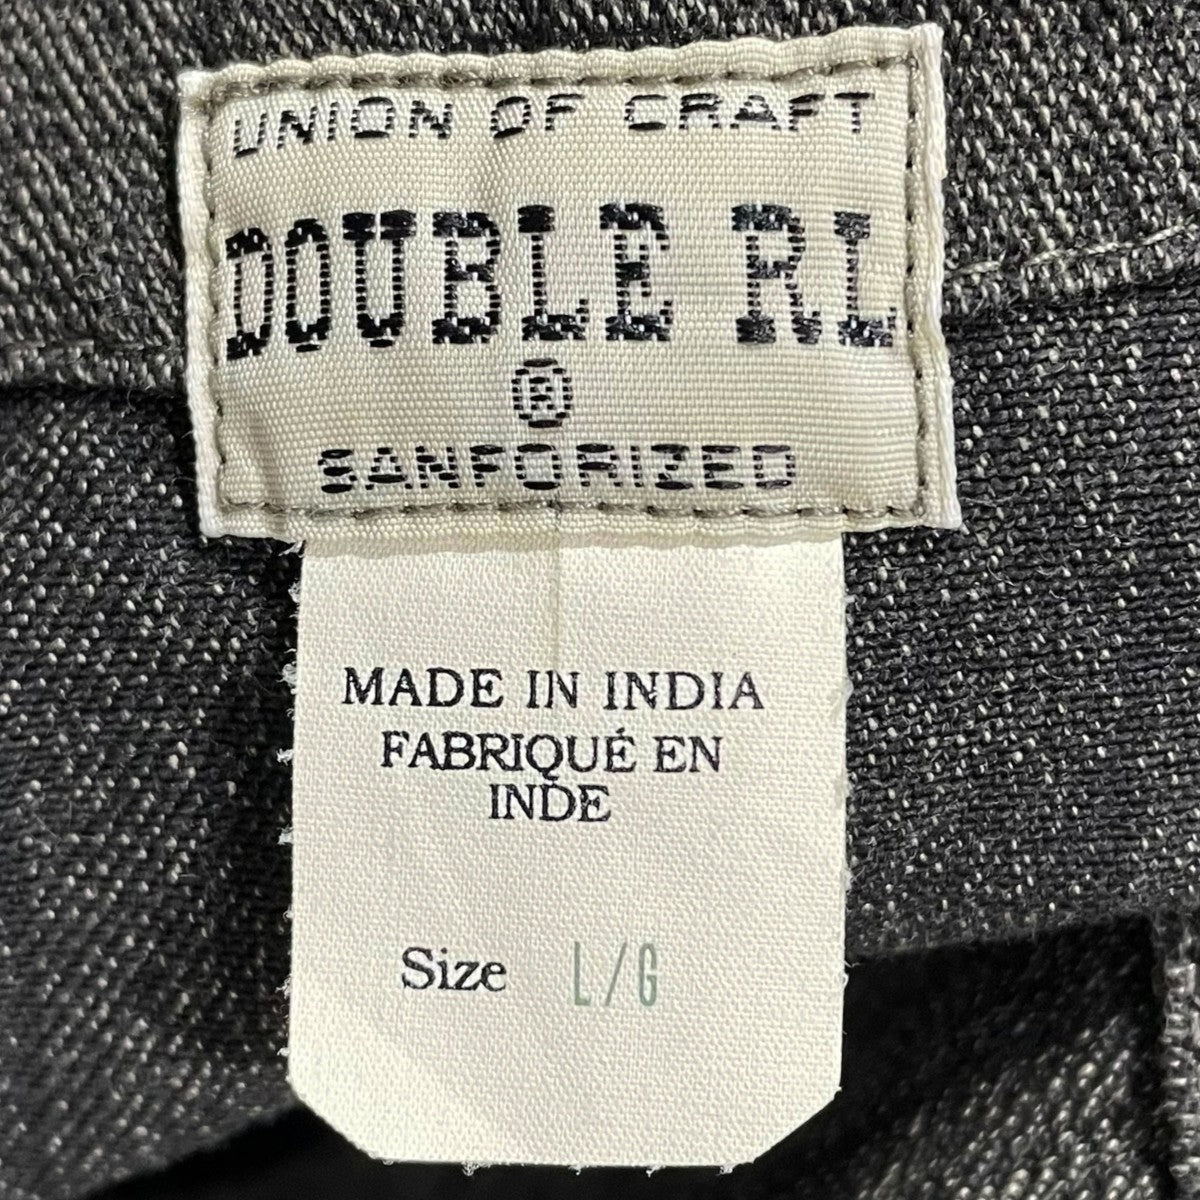 UNION OF CRAFT
DOUBLE RL
®
SANFORIZED
MADE IN INDIA
FABRIQUÉ EN
INDE
Size L/G